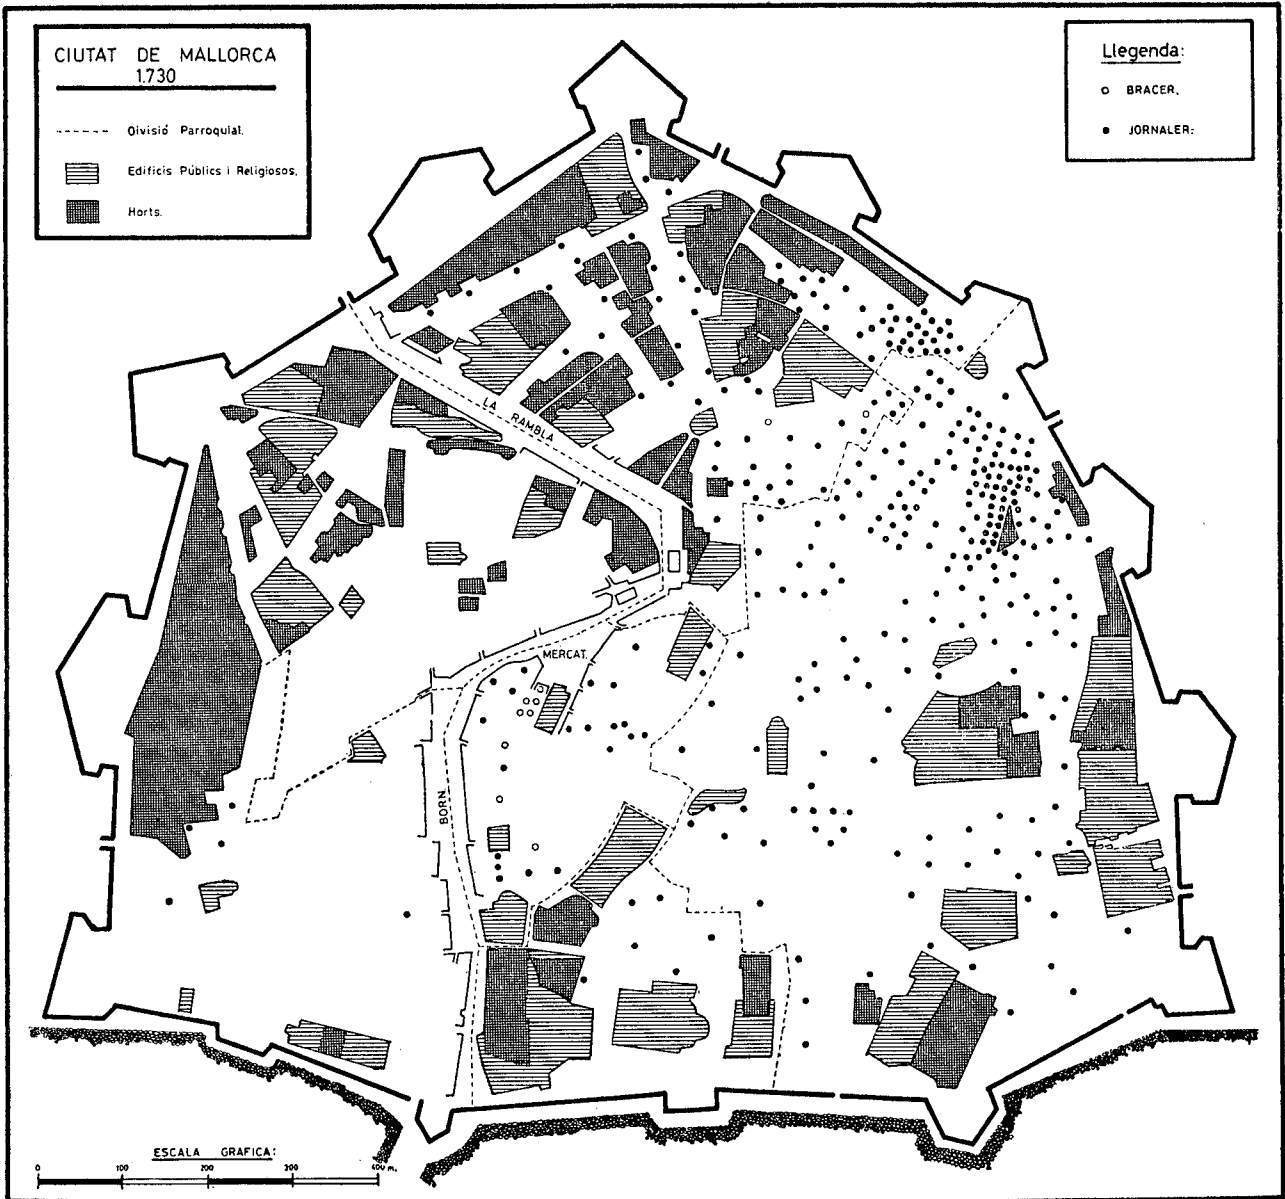 CIUTAT DE MALLORCA
1.730
Divisió Parroquial.
Edificis Públics i Religiosos.
Horts.
Llegenda:
BRACER.
JORNALER:
LA RAMBLA
MERCAT.
BORN.
ESCALA GRAFICA:
0 100 200 300 400 m.